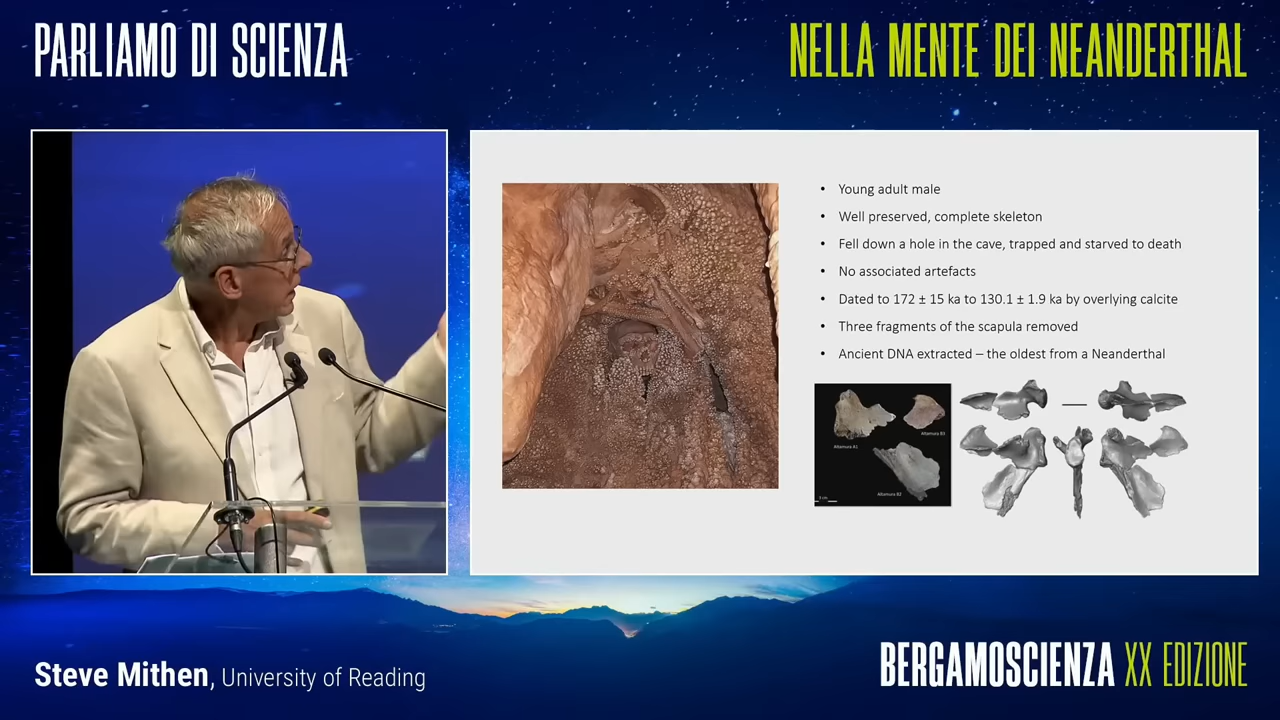 PARLIAMO DI SCIENZA
NELLA MENTE DEI NEANDERTHAL
• Young adult male
• Well preserved, complete skeleton
• Fell down a hole in the cave, trapped and starved to death
• No associated artefacts
• Dated to 172 ± 15 ka to 130.1 ± 1.9 ka by overlying calcite
• Three fragments of the scapula removed
• Ancient DNA extracted – the oldest from a Neanderthal
Altamura A1
Altamura B3
Altamura B2
Steve Mithen, University of Reading
BERGAMOSCIENZA XX EDIZIONE